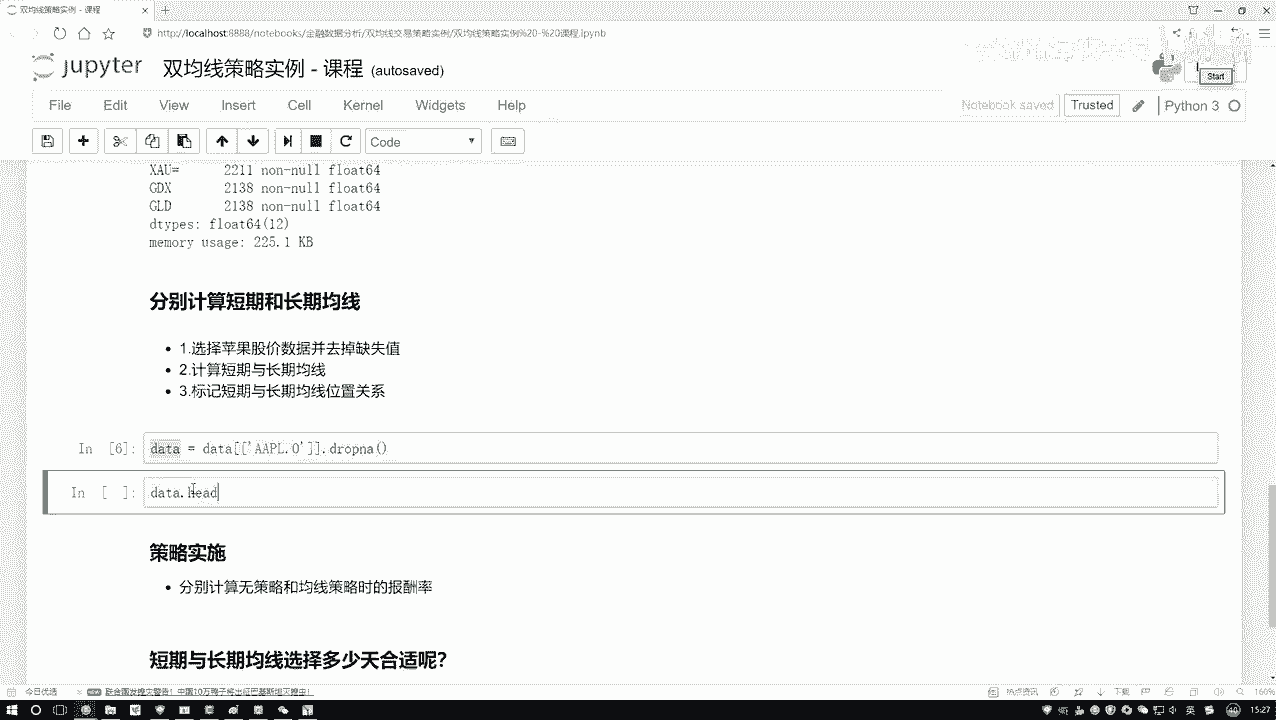 双均线策略实例 - 课程
http://localhost:8888/notebooks/金融数据分析/双均线交易策略实例/双均线策略实例%20-%20课程.ipynb
jupyter 双均线策略实例 - 课程 (autosaved)
Start
File Edit View Insert Cell Kernel Widgets Help
Notebook saved Trusted Python 3
Code
XAU= 2211 non-null float64
GDX 2138 non-null float64
GLD 2138 non-null float64
dtypes: float64(12)
memory usage: 225.1 KB
分别计算短期和长期均线
1.选择苹果股价数据并去掉缺失值
2.计算短期与长期均线
3.标记短期与长期均线位置关系
In [6]: data = data[['AAPL.O']].dropna()
In [ ]: data.head
策略实施
分别计算无策略和均线策略时的报酬率
短期与长期均线选择多少天合适呢?
今日优选
热点资讯 下载 160%
英 15:27